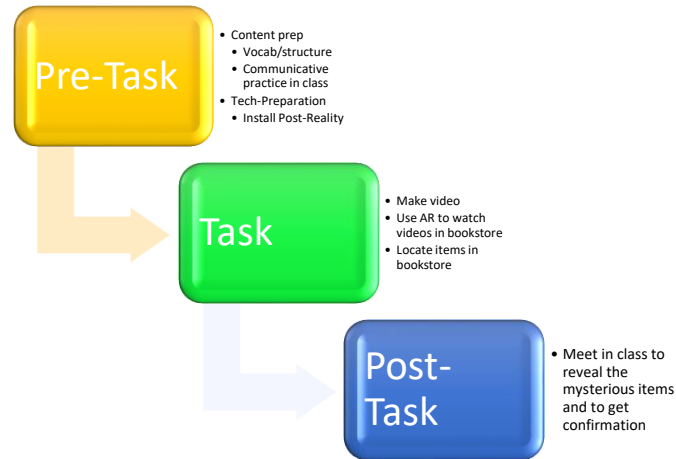 Pre-Task
• Content prep
• Vocab/structure
• Communicative
practice in class
• Tech-Preparation
• Install Post-Reality
Task
• Make video
• Use AR to watch
videos in bookstore
• Locate items in
bookstore
Post-
Task
• Meet in class to
reveal the
mysterious items
and to get
confirmation